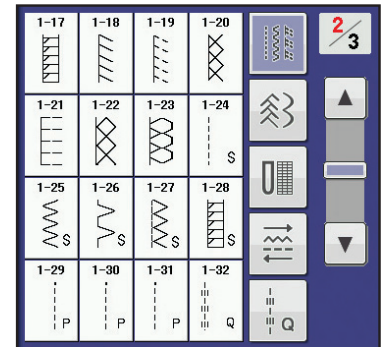 1-17 1-18 1-19 1-20
2/3
1-21 1-22 1-23 1-24
S
1-25 1-26 1-27 1-28
S S S S
1-29 1-30 1-31 1-32
P P P Q
Q